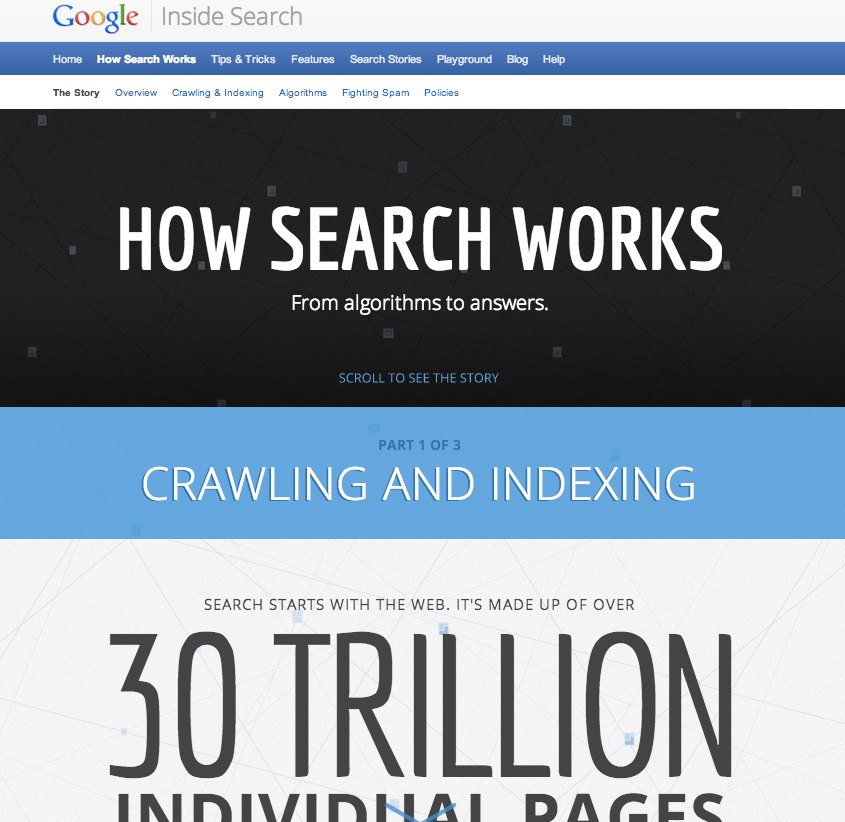 Google Inside Search
Home How Search Works Tips & Tricks Features Search Stories Playground Blog Help
The Story Overview Crawling & Indexing Algorithms Fighting Spam Policies
HOW SEARCH WORKS
From algorithms to answers.
SCROLL TO SEE THE STORY
PART 1 OF 3
CRAWLING AND INDEXING
SEARCH STARTS WITH THE WEB. IT'S MADE UP OF OVER
30 TRILLION
INDIVIDUAL PAGES